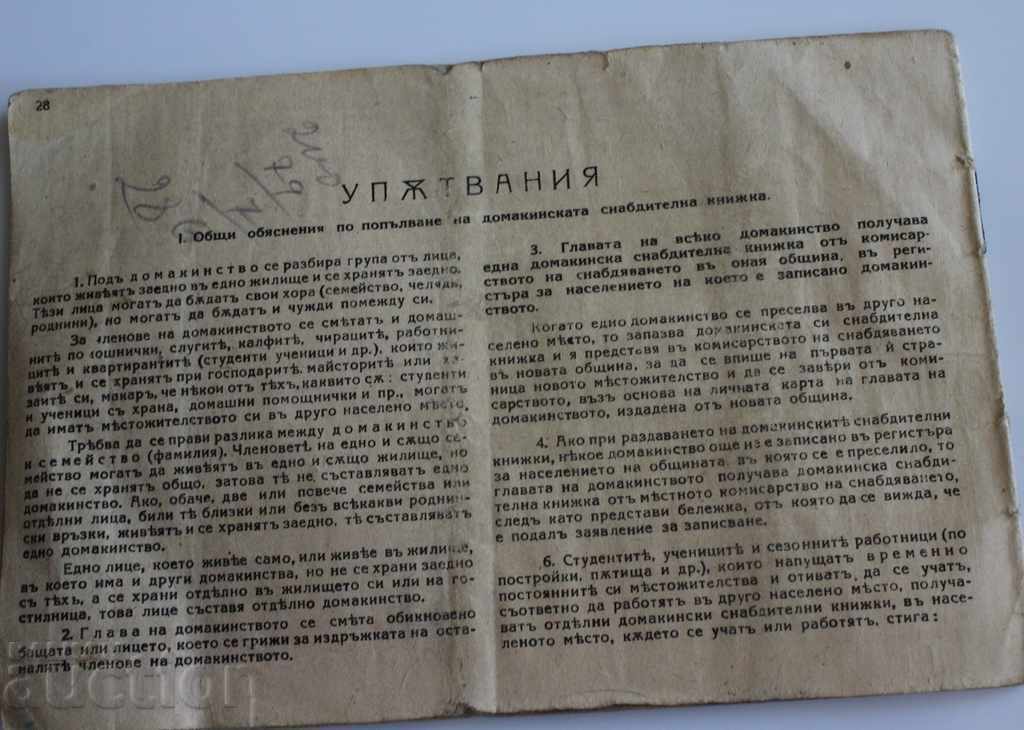 28
УПѪТВАНИЯ
I. Общи обяснения по попълване на домакинската снабдителна книжка.
1. Подъ домакинство се разбира група отъ лица,
които живѣятъ заедно въ едно жилище и се хранятъ заедно.
Тѣзи лица могатъ да бѫдатъ свои хора (семейство, челядь,
роднини), но могатъ да бѫдатъ и чужди помежду си.
За членове на домакинството се смѣтатъ и домаш-
нитѣ помощнички, слугитѣ, калфитѣ, чирацитѣ, работни-
цитѣ и квартирантитѣ (студенти ученици и др.), които жи-
вѣятъ и се хранятъ при господаритѣ, майсторитѣ или ха-
заитѣ си, макаръ, че нѣкои отъ тѣхъ, каквито сѫ: студенти
и ученици съ храна, домашни помощнички и пр., могатъ
да иматъ мѣстожителството си въ друго населено мѣсто.
Трѣбва да се прави разлика между домакинство
и семейство (фамилия). Членоветѣ на едно и сѫщо се-
мейство могатъ да живѣятъ въ едно и сѫщо жилище, но
да не се хранятъ общо, затова тѣ не съставляватъ едно
домакинство. Ако, обаче, две или повече семейства или
отдѣлни лица, били тѣ близки или безъ всѣкакви роднин-
ски връзки, живѣятъ и се хранятъ заедно, тѣ съставляватъ
едно домакинство.
Едно лице, което живѣе само, или живѣе въ жилище,
въ което има и други домакинства, но не се храни заедно
съ тѣхъ, а се храни отдѣлно въ жилището си или на го-
стилница, това лице съставя отдѣлно домакинство.
2. Глава на домакинството се смѣта обикновено
бащата или лицето, което се грижи за издръжката на оста-
налитѣ членове на домакинството.
3. Главата на всѣко домакинство получава
една домакинска снабдителна книжка отъ комисар-
ството на снабдяването въ оная община, въ реги-
стъра за населението на което е записано домакин-
ството.
Когато едно домакинство се преселва въ друго на-
селено мѣсто, то запазва домакинската си снабдителна
книжка и я представя въ комисарството на снабдяването
въ новата община, за да се впише на първата ѝ стра-
ница новото мѣстожителство и да се завѣри отъ коми-
сарството, възъ основа на личната карта на главата на
домакинството, издадена отъ новата община.
4. Ако при раздаването на домакинскитѣ снабдителни
книжки, нѣкое домакинство още не е записано въ регистъра
за населението на общината въ която се е преселило, то
главата на домакинството получава домакинска снабди-
телна книжка отъ мѣстното комисарство на снабдяването,
следъ като представи бележка, отъ която да се вижда, че
е подалъ заявление за записване.
6. Студентитѣ, ученицитѣ и сезоннитѣ работници (по
постройки, пѫтища и др.), които напущатъ временно
постояннитѣ си мѣстожителства и отиватъ да се учатъ,
съответно да работятъ въ друго населено мѣсто, получа-
ватъ отдѣлни домакински снабдителни книжки, въ насе-
леното мѣсто, кѫдето се учатъ или работятъ, стига:
auction